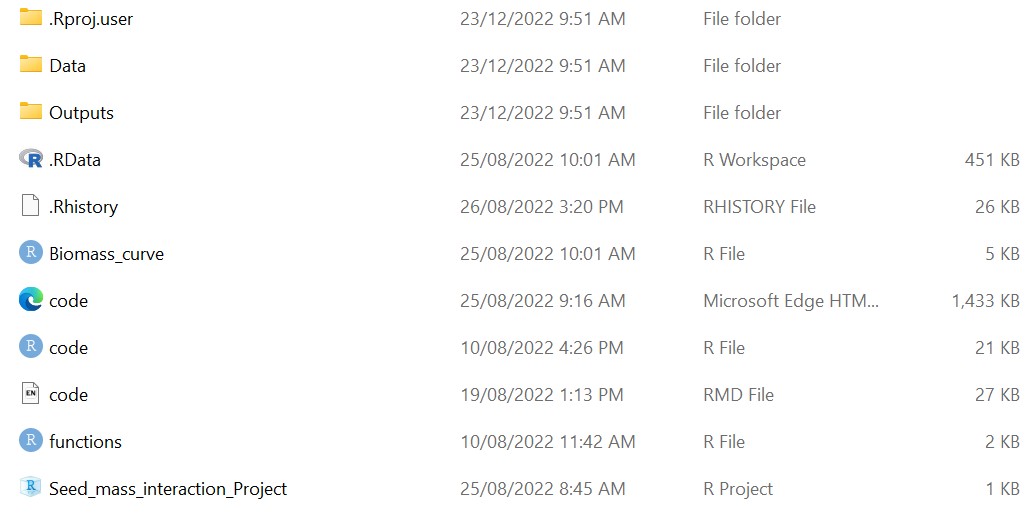 .Rproj.user 23/12/2022 9:51 AM File folder
Data 23/12/2022 9:51 AM File folder
Outputs 23/12/2022 9:51 AM File folder
R .RData 25/08/2022 10:01 AM R Workspace 451 KB
.Rhistory 26/08/2022 3:20 PM RHISTORY File 26 KB
R Biomass_curve 25/08/2022 10:01 AM R File 5 KB
code 25/08/2022 9:16 AM Microsoft Edge HTM... 1,433 KB
R code 10/08/2022 4:26 PM R File 21 KB
EN code 19/08/2022 1:13 PM RMD File 27 KB
R functions 10/08/2022 11:42 AM R File 2 KB
R Seed_mass_interaction_Project 25/08/2022 8:45 AM R Project 1 KB